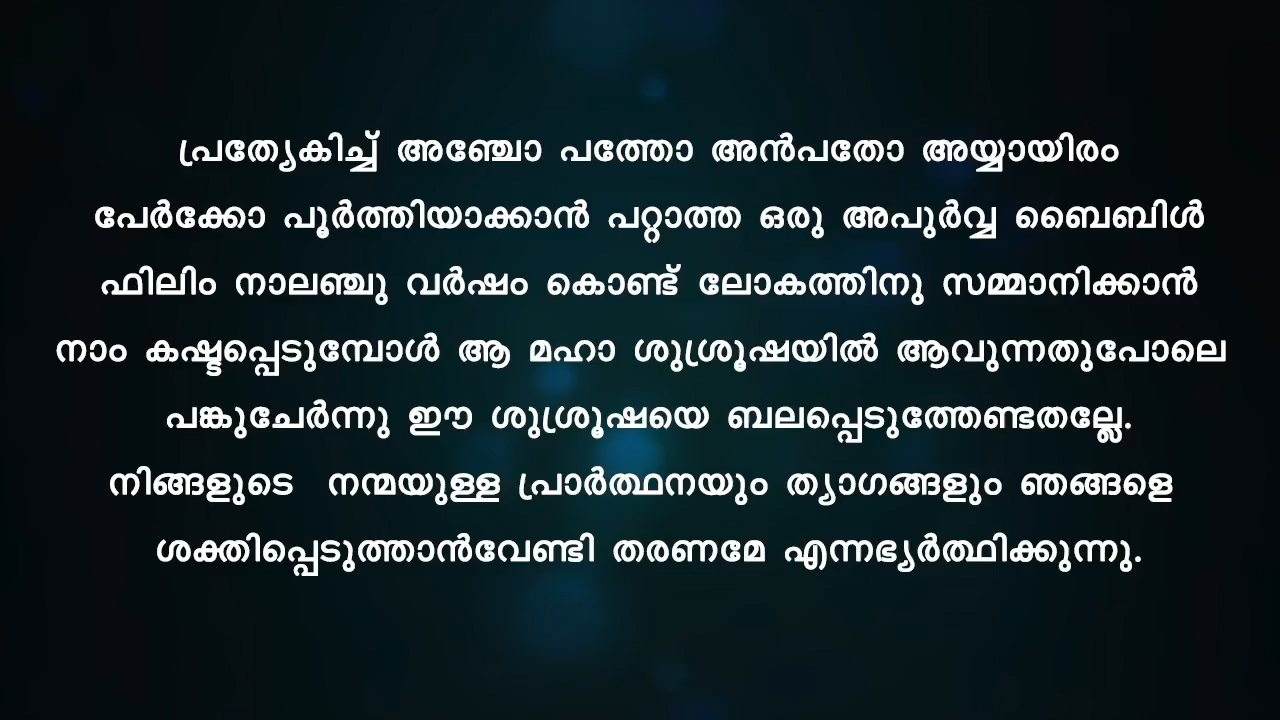 പ്രത്യേകിച്ച് അഞ്ചോ പത്തോ അൻപതോ അയ്യായിരം
പേർക്കോ പൂർത്തിയാക്കാൻ പറ്റാത്ത ഒരു അപുർവ്വ ബൈബിൾ
ഫിലിം നാലഞ്ചു വർഷം കൊണ്ട് ലോകത്തിനു സമ്മാനിക്കാൻ
നാം കഷ്ടപ്പെടുമ്പോൾ ആ മഹാ ശുശ്രൂഷയിൽ ആവുന്നതുപോലെ
പങ്കുചേർന്നു ഈ ശുശ്രൂഷയെ ബലപ്പെടുത്തേണ്ടതല്ലേ.
നിങ്ങളുടെ  നന്മയുള്ള പ്രാർത്ഥനയും ത്യാഗങ്ങളും ഞങ്ങളെ
ശക്തിപ്പെടുത്താൻവേണ്ടി തരണമേ എന്നഭ്യർത്ഥിക്കുന്നു.